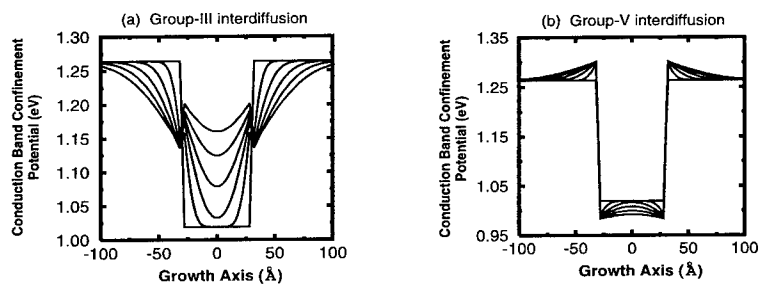 (a) Group-III interdiffusion
Conduction Band Confinement
Potential (eV)
1.30
1.25
1.20
1.15
1.10
1.05
1.00
-100
-50
0
50
100
Growth Axis (Å)
(b) Group-V interdiffusion
Conduction Band Confinement
Potential (eV)
1.35
1.25
1.15
1.05
0.95
-100
-50
0
50
100
Growth Axis (Å)